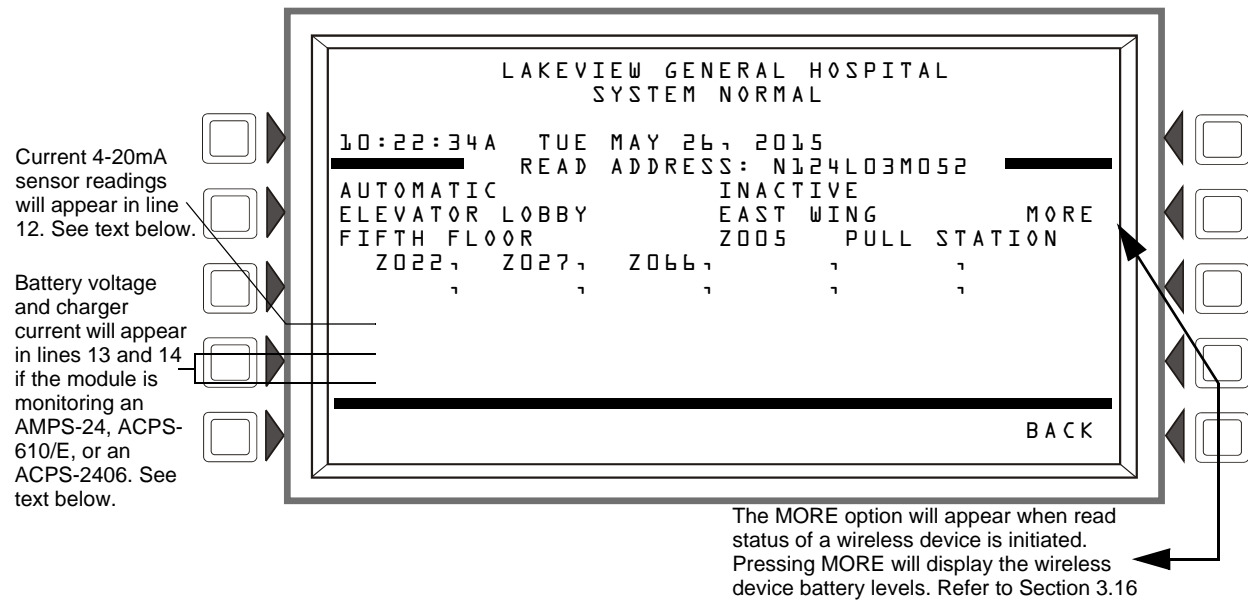 LAKEVIEW GENERAL HOSPITAL
SYSTEM NORMAL
10:22:34A TUE MAY 26, 2015
READ ADDRESS: N124L03M052
AUTOMATIC INACTIVE
ELEVATOR LOBBY EAST WING MORE
FIFTH FLOOR Z005 PULL STATION
Z022, Z027, Z066, , ,
, , , , ,
BACK
Current 4-20mA
sensor readings
will appear in line
12. See text below.
Battery voltage
and charger
current will appear
in lines 13 and 14
if the module is
monitoring an
AMPS-24, ACPS-
610/E, or an
ACPS-2406. See
text below.
The MORE option will appear when read
status of a wireless device is initiated.
Pressing MORE will display the wireless
device battery levels. Refer to Section 3.16